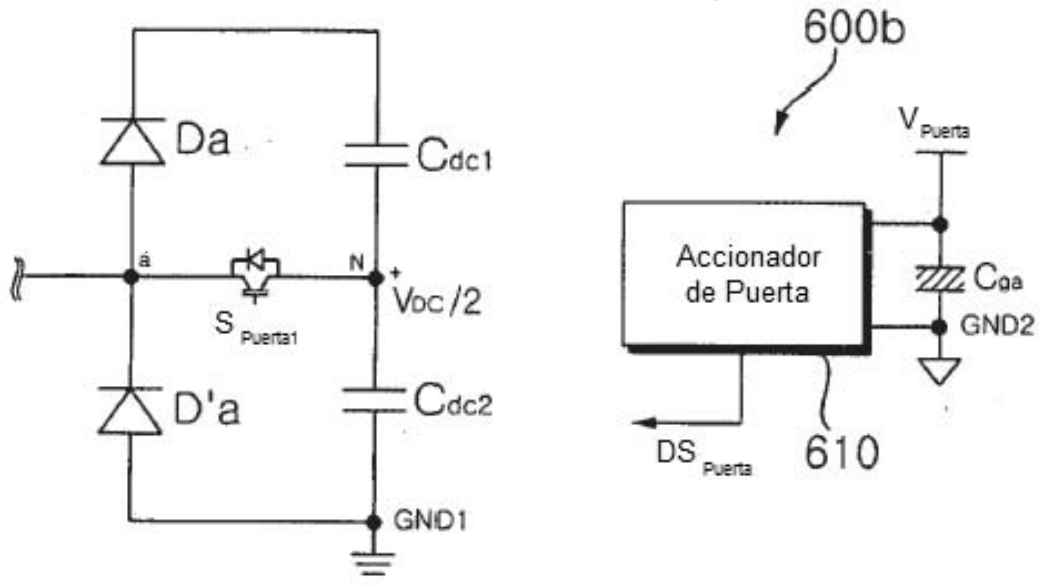 600b
Da
Cdc1
V Puerta
a
N
+
VDC/2
S Puerta1
Accionador
de Puerta
Cga
GND2
D'a
Cdc2
DS Puerta
610
GND1